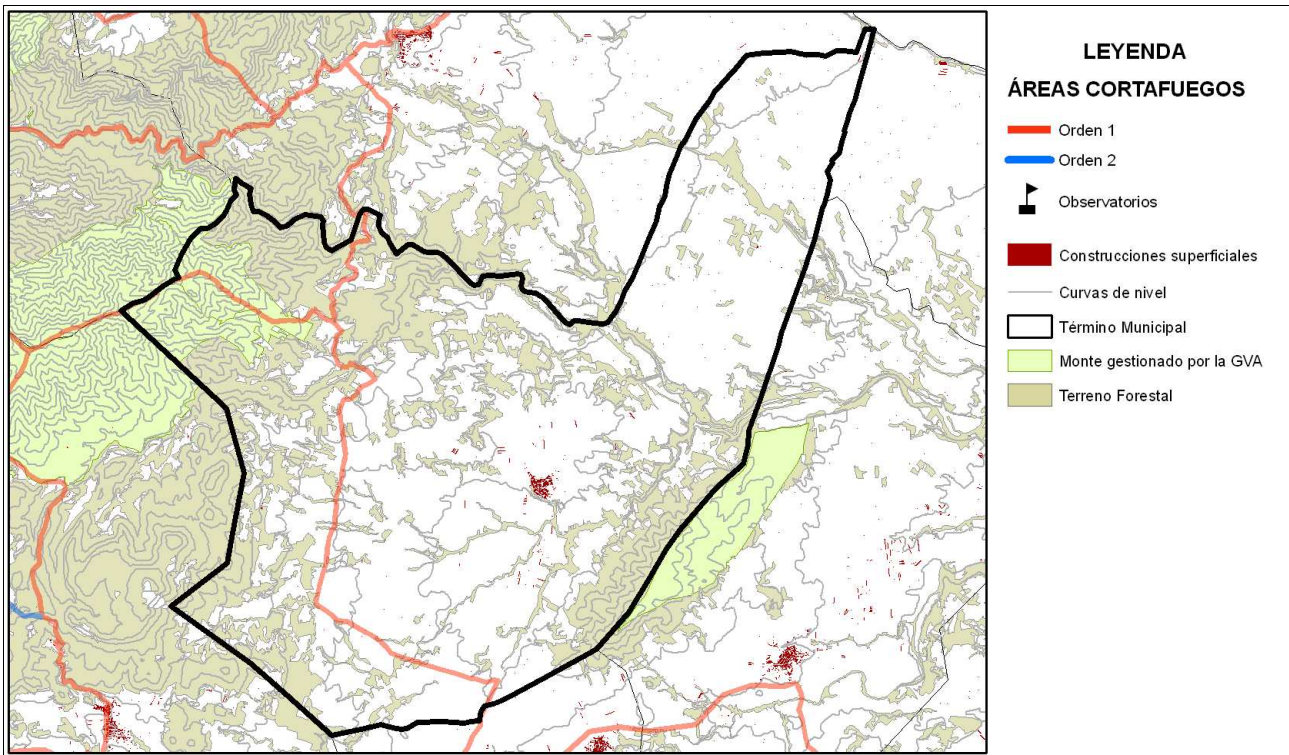 LEYENDA
ÁREAS CORTAFUEGOS
Orden 1
Orden 2
Observatorios
Construcciones superficiales
Curvas de nivel
Término Municipal
Monte gestionado por la GVA
Terreno Forestal